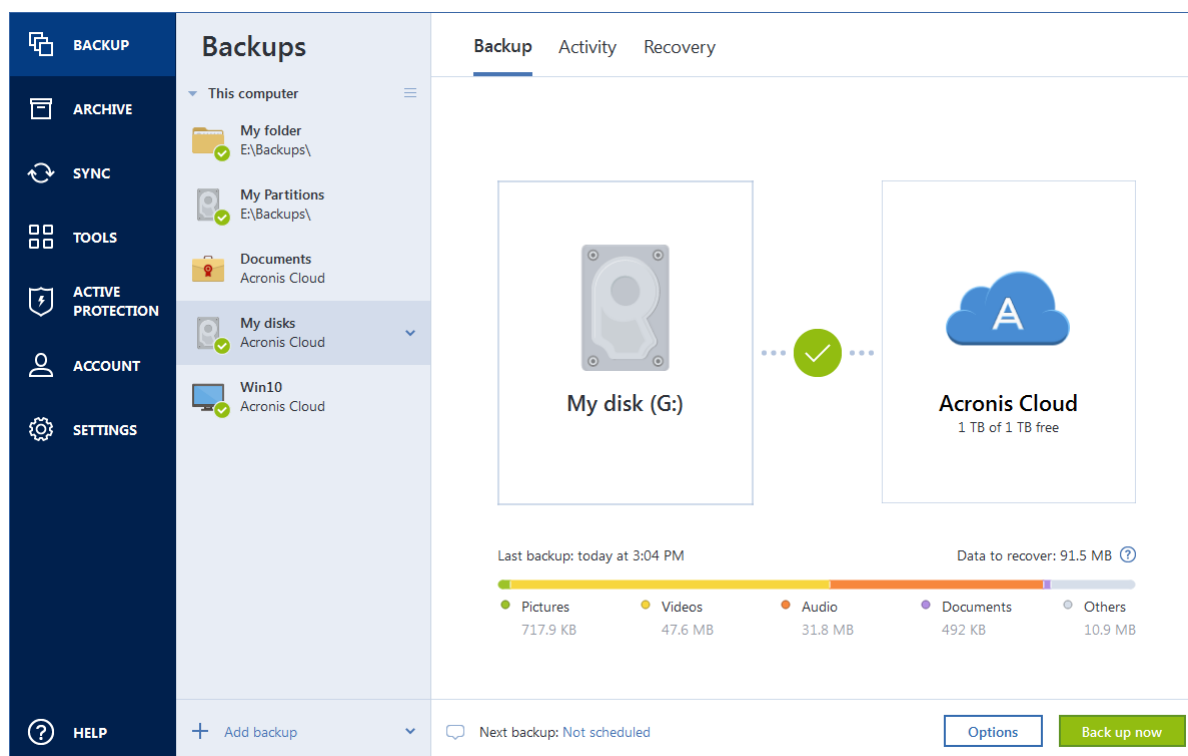 BACKUP
ARCHIVE
SYNC
TOOLS
ACTIVE
PROTECTION
ACCOUNT
SETTINGS
HELP
Backups
This computer
My folder
E:\Backups\
My Partitions
E:\Backups\
Documents
Acronis Cloud
My disks
Acronis Cloud
Win10
Acronis Cloud
+ Add backup
Backup Activity Recovery
My disk (G:)
A
Acronis Cloud
1 TB of 1 TB free
Last backup: today at 3:04 PM Data to recover: 91.5 MB ?
Pictures Videos Audio Documents Others
717.9 KB 47.6 MB 31.8 MB 492 KB 10.9 MB
Next backup: Not scheduled Options Back up now